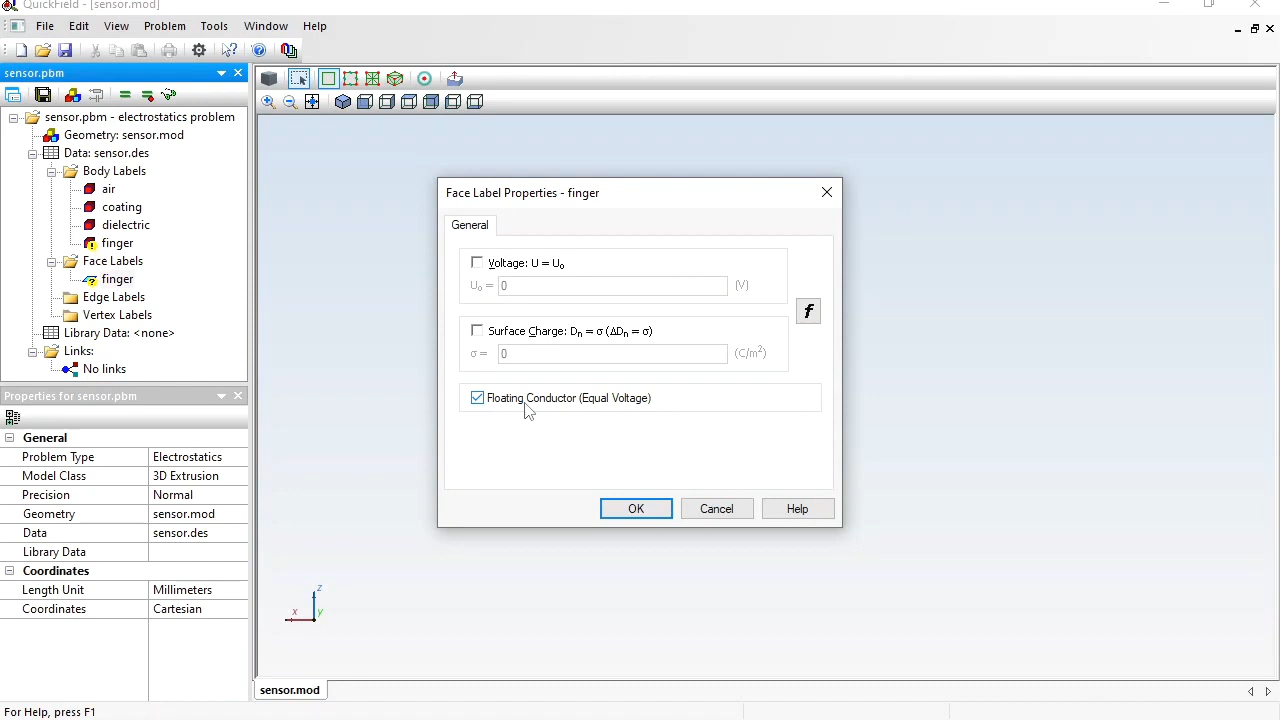 QuickField - [sensor.mod]
File Edit View Problem Tools Window Help
sensor.pbm
sensor.pbm - electrostatics problem
Geometry: sensor.mod
Data: sensor.des
Body Labels
air
coating
dielectric
finger
Face Labels
finger
Edge Labels
Vertex Labels
Library Data: <none>
Links:
No links
Properties for sensor.pbm
General
Problem Type Electrostatics
Model Class 3D Extrusion
Precision Normal
Geometry sensor.mod
Data sensor.des
Library Data
Coordinates
Length Unit Millimeters
Coordinates Cartesian
Face Label Properties - finger
General
Voltage: U = U₀
U₀ = 0 (V)
f
Surface Charge: Dₙ = σ (ΔDₙ = σ)
σ = 0 (C/m²)
Floating Conductor (Equal Voltage)
OK Cancel Help
z
x y
sensor.mod
For Help, press F1